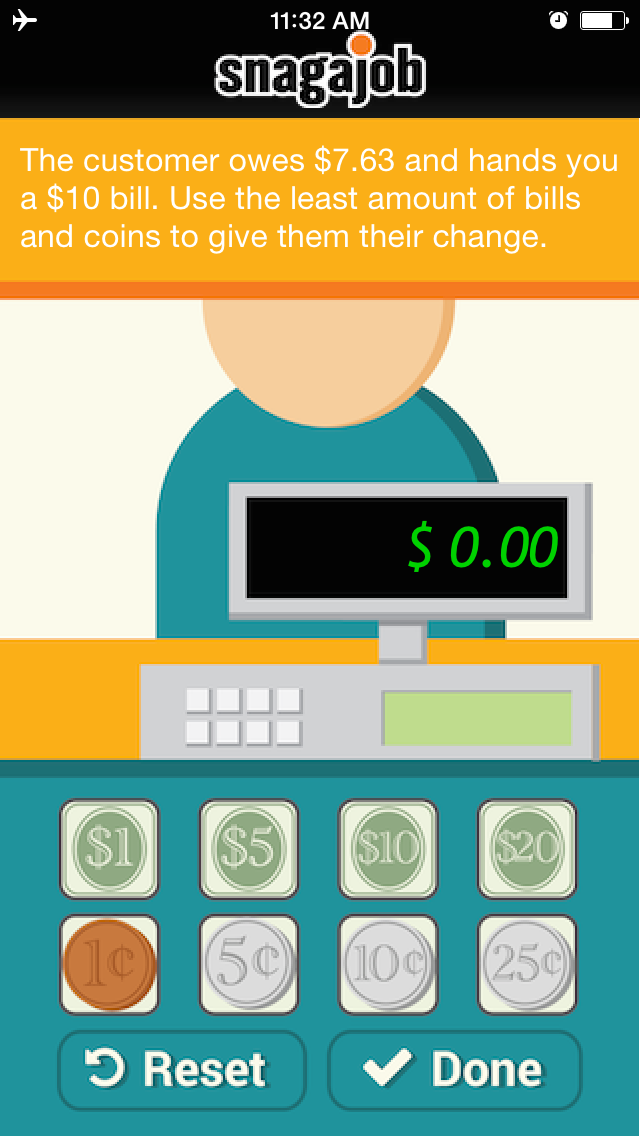 11:32 AM
snagajob
The customer owes $7.63 and hands you
a $10 bill. Use the least amount of bills
and coins to give them their change.
$ 0.00
$1 $5 $10 $20
1¢ 5¢ 10¢ 25¢
Reset Done